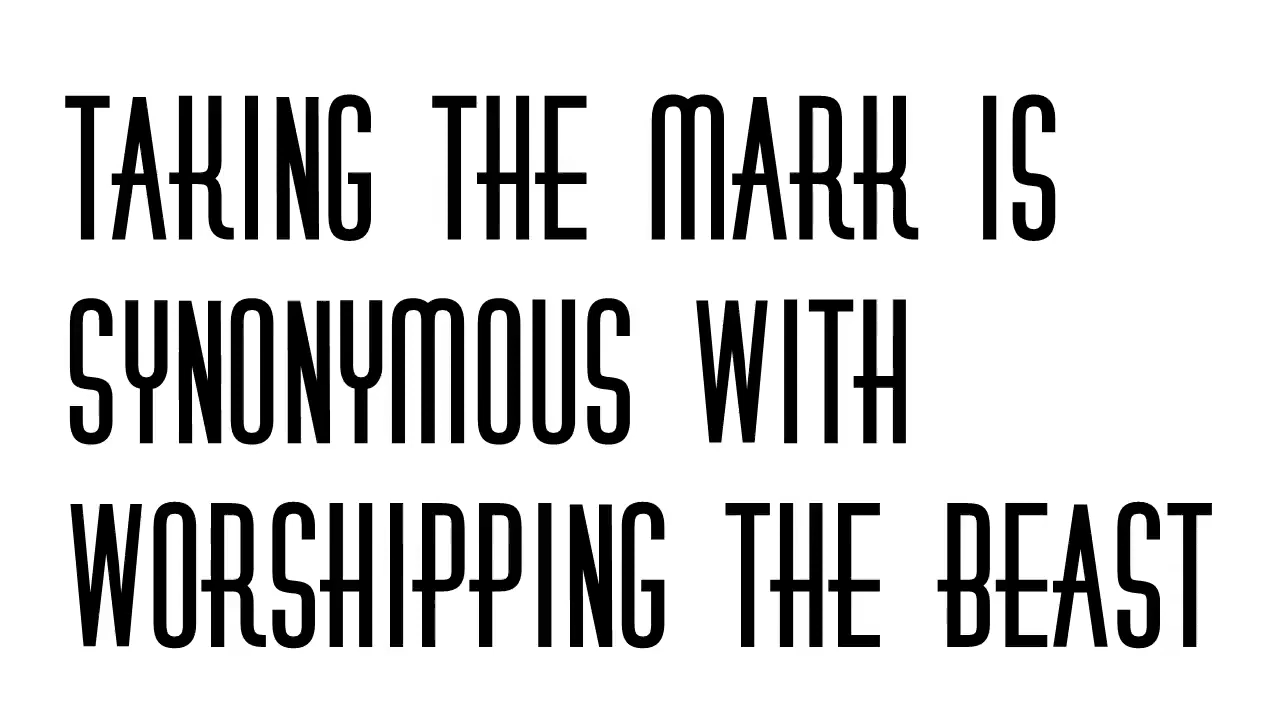 TAKING THE MARK IS
SYNONYMOUS WITH
WORSHIPPING THE BEAST